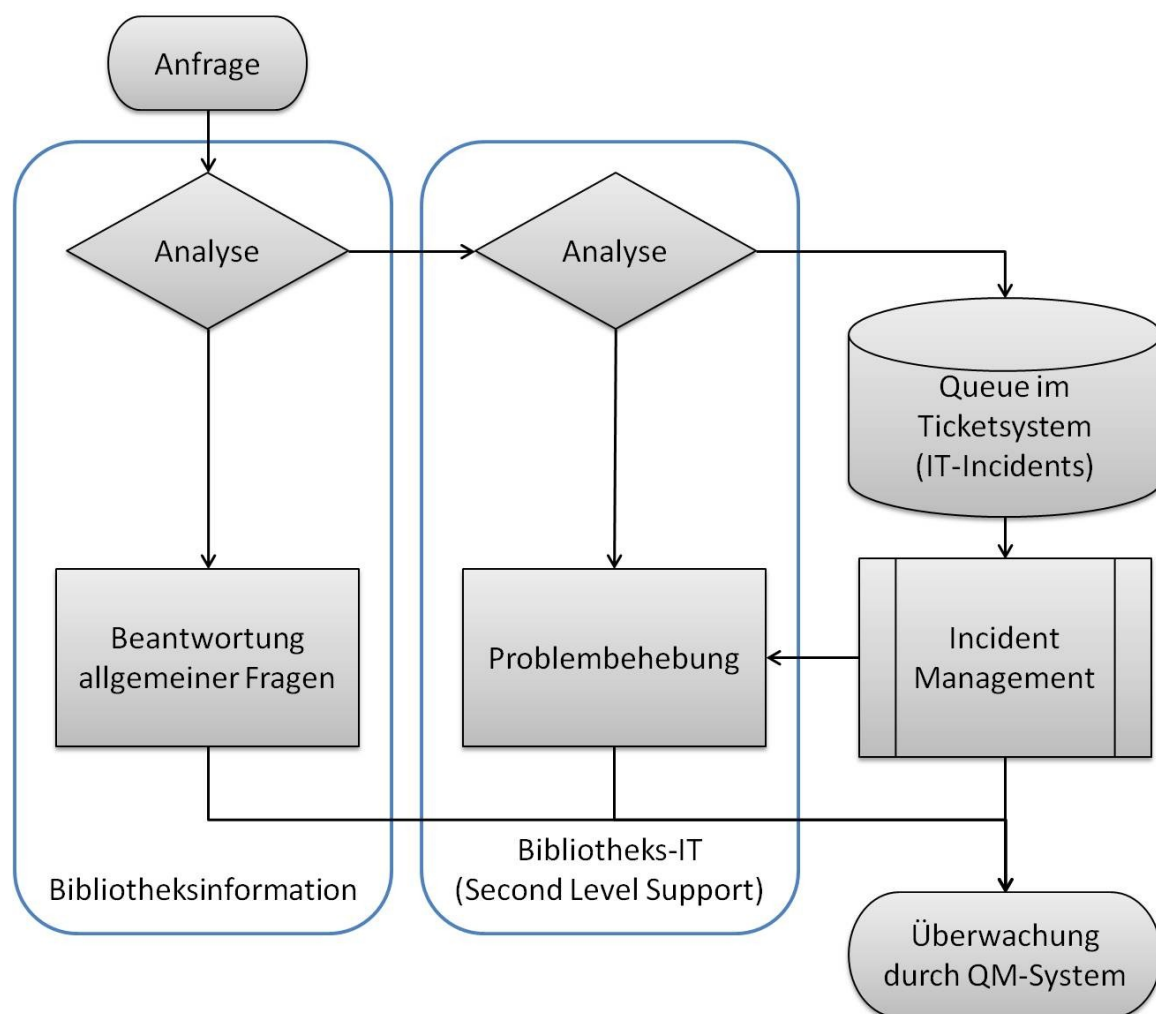 Anfrage
Analyse
Analyse
Queue im
Ticketsystem
(IT-Incidents)
Beantwortung
allgemeiner Fragen
Problembehebung
Incident
Management
Bibliotheksinformation
Bibliotheks-IT
(Second Level Support)
Überwachung
durch QM-System